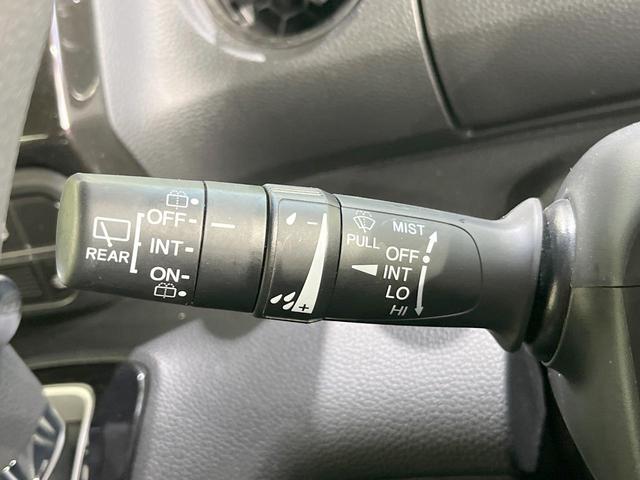 REAR
OFF
INT
ON
- 
+
PULL
MIST
OFF
INT
LO
HI